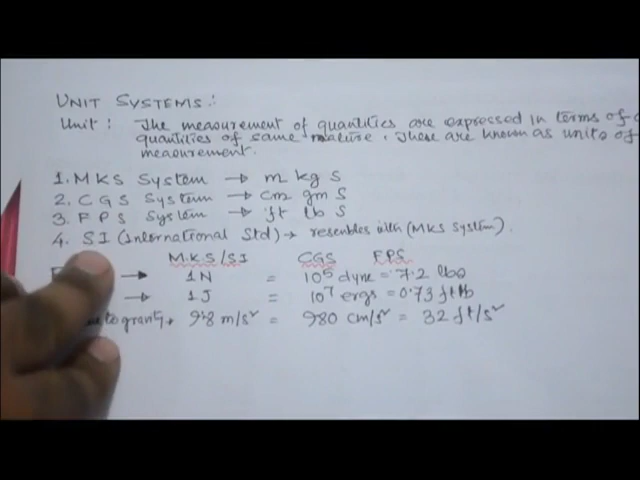 UNIT SYSTEMS:
Unit: The measurement of quantities are expressed in terms of
quantities of same nature. These are known as units of
measurement.
1. MKS System → m kg S
2. CGS System → cm gm S
3. FPS System → ft lb S
4. SI (International Std) → resembles with (MKS System).
MKS/SI CGS FPS
→ 1N = 10⁵ dyne = 7.2 lbs
→ 1J = 10⁷ ergs = 0.73 ft lb
9.8 m/s² = 980 cm/s² = 32 ft/s²